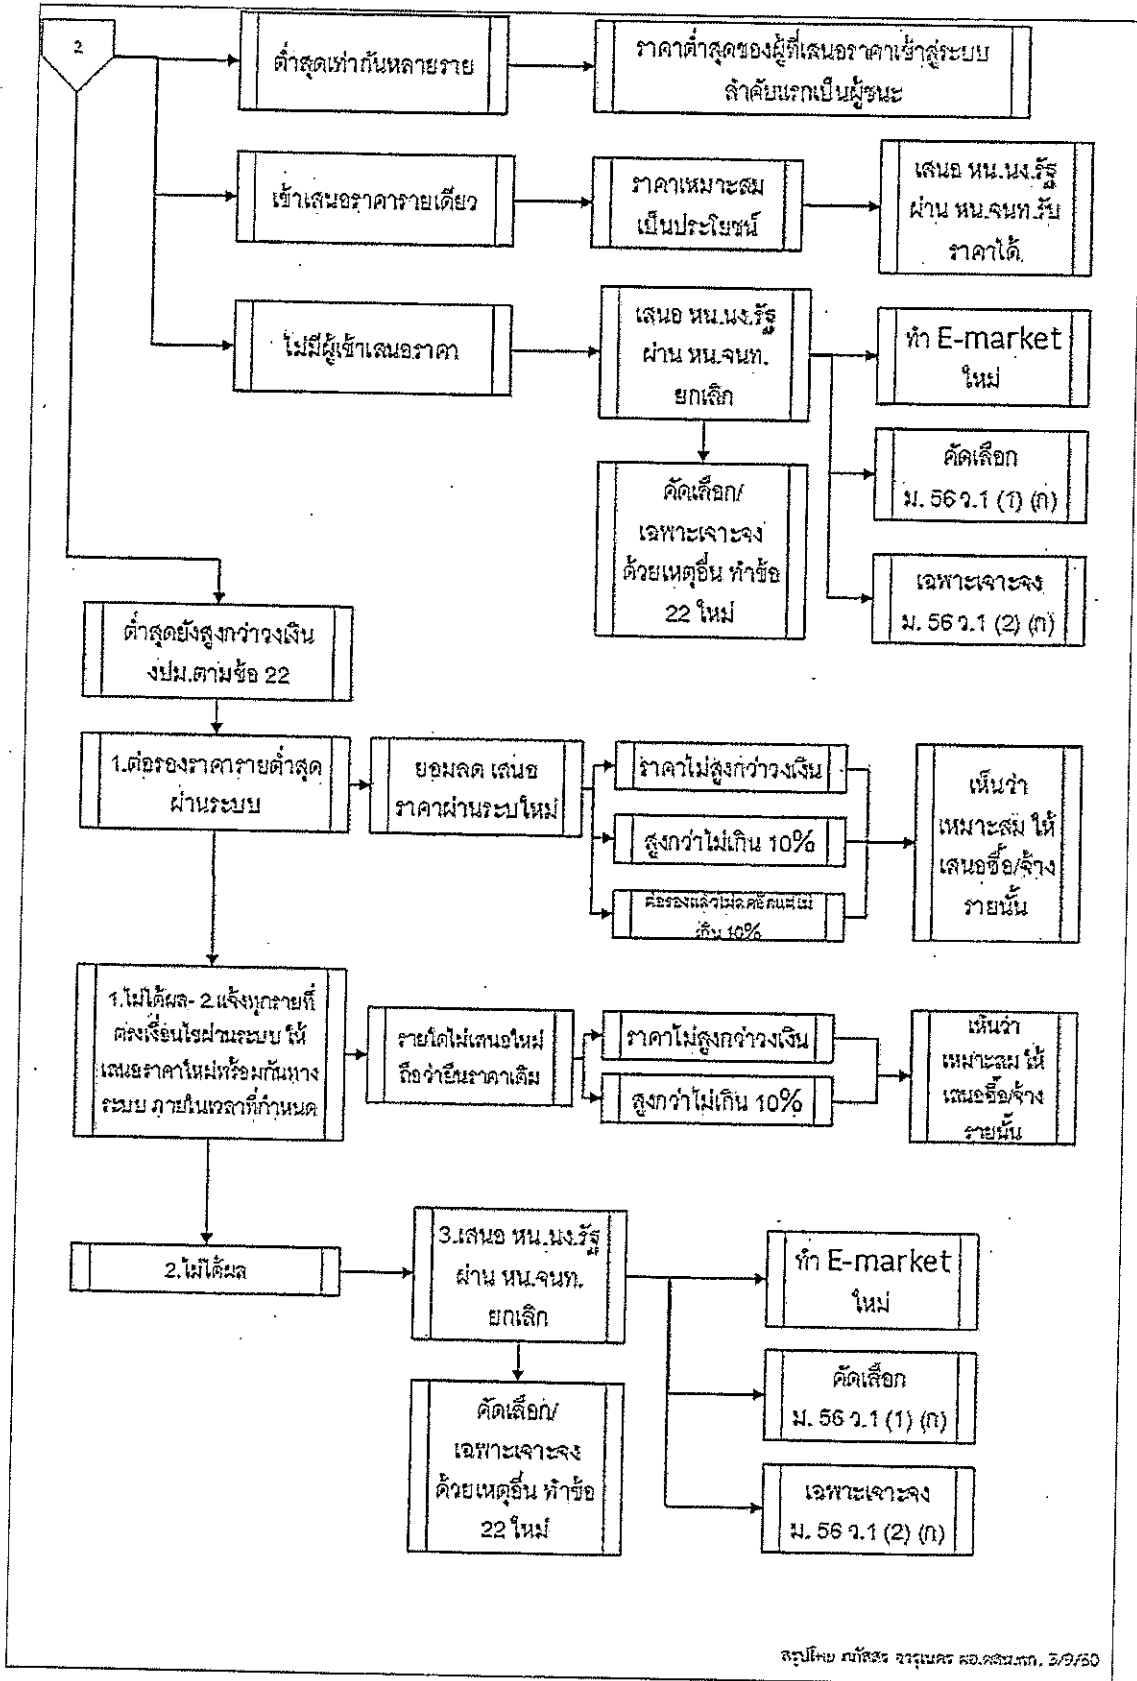 2
ต่ำสุดเท่ากันหลายราย
ราคาต่ำสุดของผู้ที่เสนอราคาเข้าสู่ระบบ
ลำดับแรกเป็นผู้ชนะ
เข้าเสนอราคารายเดียว
ราคาเหมาะสม
เป็นประโยชน์
เสนอ หน.นง.รัฐ
ผ่าน หน.จนท.รับ
ราคาได้
ไม่มีผู้เข้าเสนอราคา
เสนอ หน.นง.รัฐ
ผ่าน หน.จนท.
ยกเลิก
ทำ E-market
ใหม่
คัดเลือก
ม. 56 ว.1 (1) (ก)
เฉพาะเจาะจง
ม. 56 ว.1 (2) (ก)
คัดเลือก/
เฉพาะเจาะจง
ด้วยเหตุอื่น ทำข้อ
22 ใหม่
ต่ำสุดยังสูงกว่าวงเงิน
งปม.ตามข้อ 22
1.ต่อรองราคารายต่ำสุด
ผ่านระบบ
ยอมลด เสนอ
ราคาผ่านระบใหม่
ราคาไม่สูงกว่าวงเงิน
สูงกว่าไม่เกิน 10%
ต่อรองแล้วไม่ลดอีกแต่ไม่
เกิน 10%
เห็นว่า
เหมาะสม ให้
เสนอซื้อ/จ้าง
รายนั้น
1.ไม่ได้ผล- 2.แจ้งทุกรายที่
ตรงเงื่อนไขผ่านระบบ ให้
เสนอราคาใหม่พร้อมกันทาง
ระบบ ภายในเวลาที่กำหนด
รายใดไม่เสนอใหม่
ถือว่ายืนราคาเดิม
ราคาไม่สูงกว่าวงเงิน
สูงกว่าไม่เกิน 10%
เห็นว่า
เหมาะสม ให้
เสนอซื้อ/จ้าง
รายนั้น
2.ไม่ได้ผล
3.เสนอ หน.นง.รัฐ
ผ่าน หน.จนท.
ยกเลิก
ทำ E-market
ใหม่
คัดเลือก
ม. 56 ว.1 (1) (ก)
เฉพาะเจาะจง
ม. 56 ว.1 (2) (ก)
คัดเลือก/
เฉพาะเจาะจง
ด้วยเหตุอื่น ทำข้อ
22 ใหม่
สรุปโดย 3/9/60